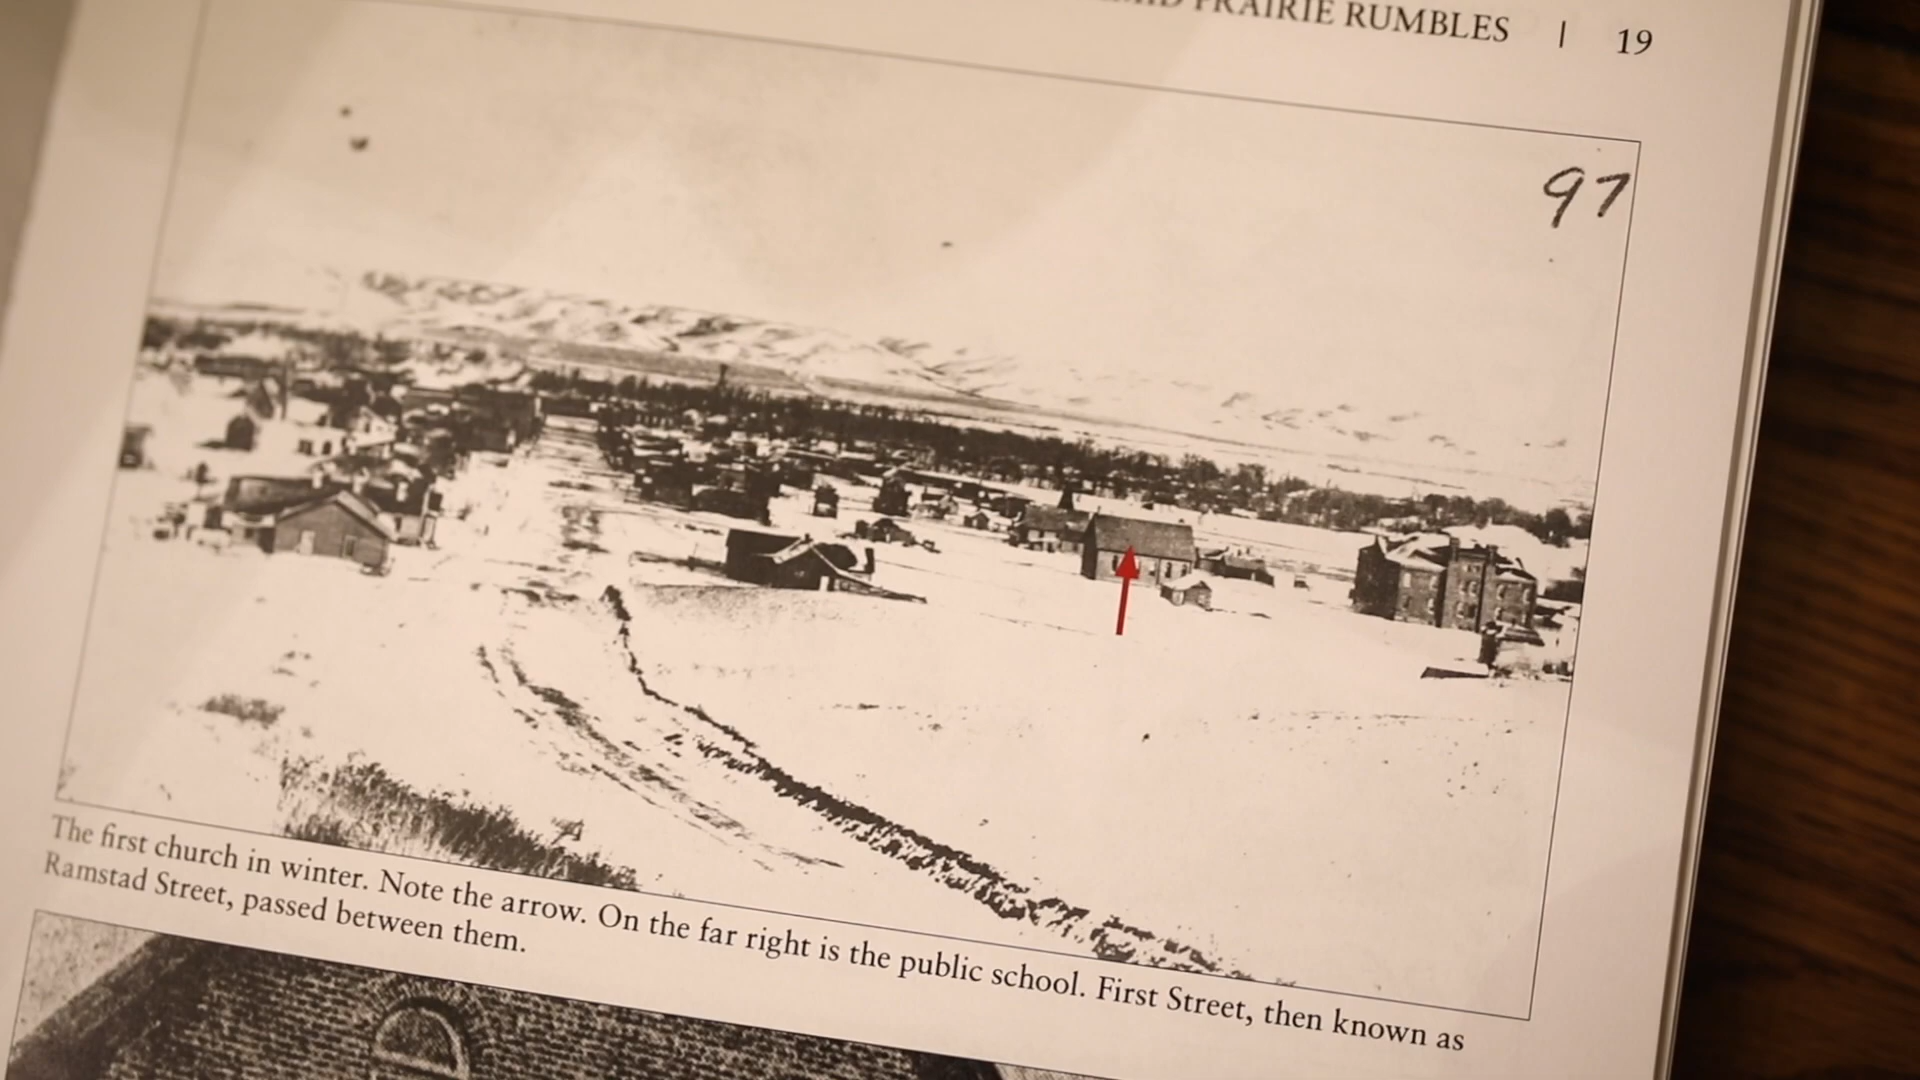 PRAIRIE RUMBLES | 19
97
The first church in winter. Note the arrow. On the far right is the public school. First Street, then known as
Ramstad Street, passed between them.